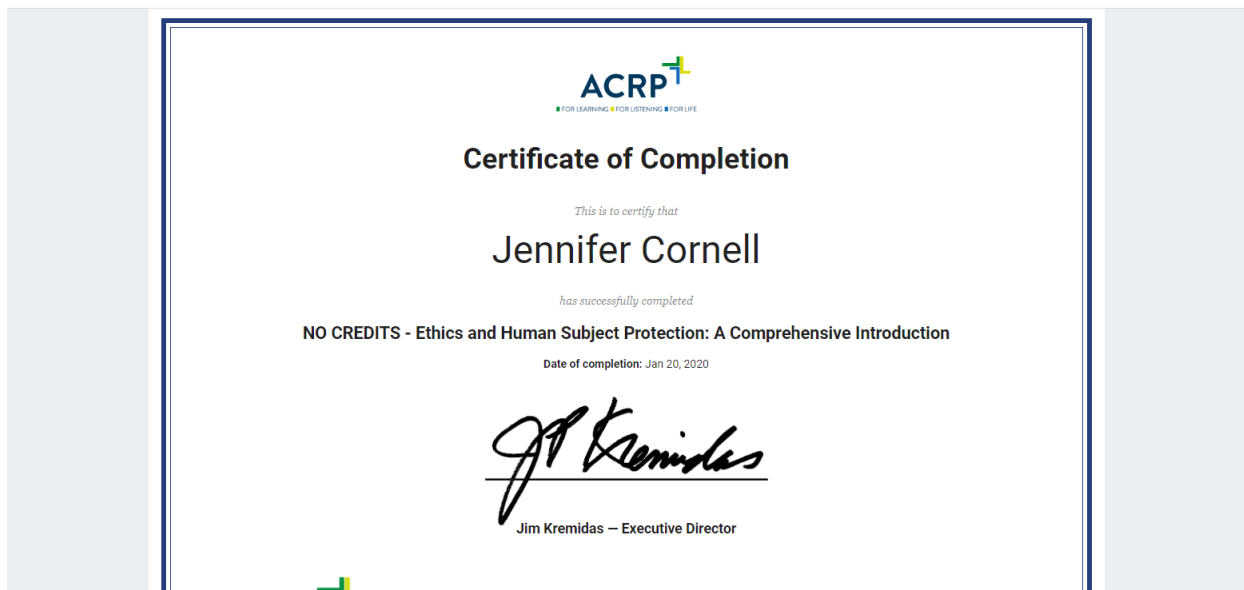 ACRP
FOR LEARNING FOR LISTENING FOR LIFE
Certificate of Completion
This is to certify that
Jennifer Cornell
has successfully completed
NO CREDITS - Ethics and Human Subject Protection: A Comprehensive Introduction
Date of completion: Jan 20, 2020
JP Kremidas
Jim Kremidas — Executive Director